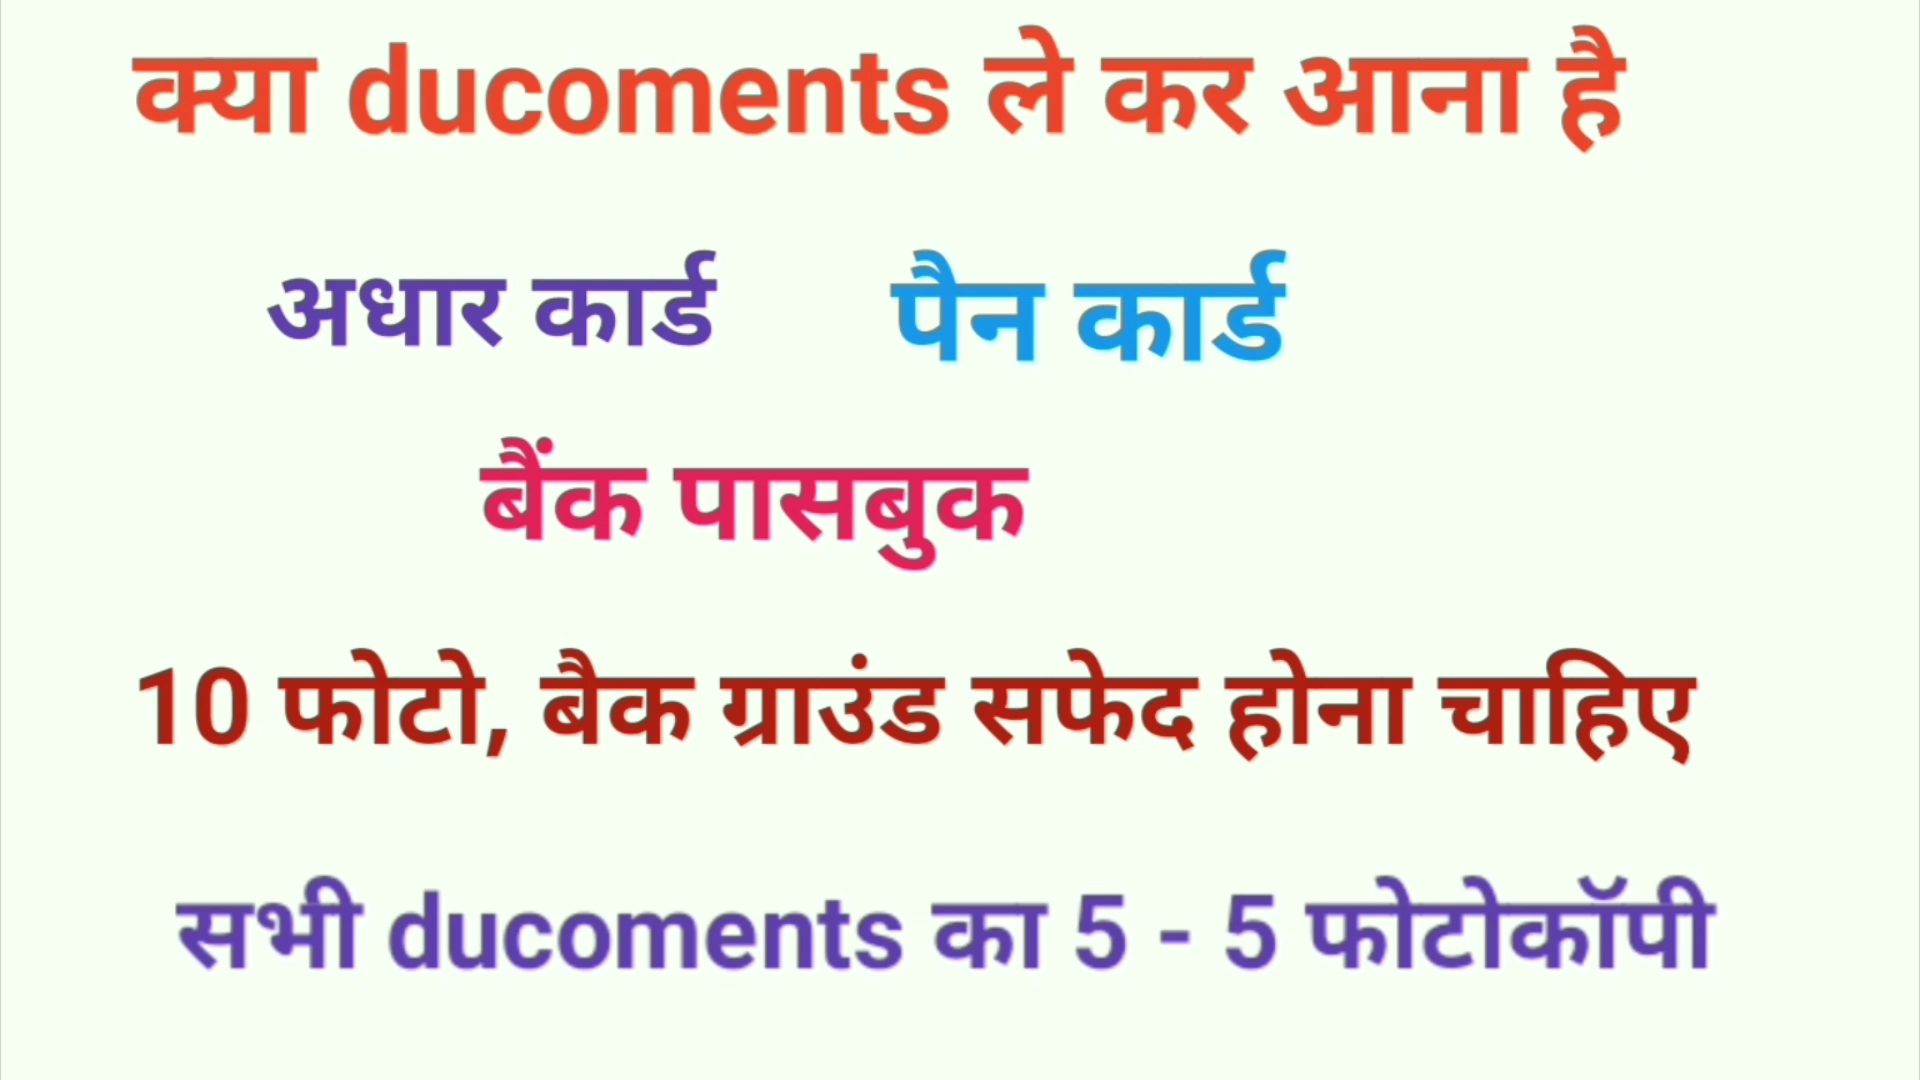 क्या ducoments ले कर आना है
अधार कार्ड पैन कार्ड
बैंक पासबुक
10 फोटो, बैक ग्राउंड सफेद होना चाहिए
सभी ducoments का 5 - 5 फोटोकॉपी